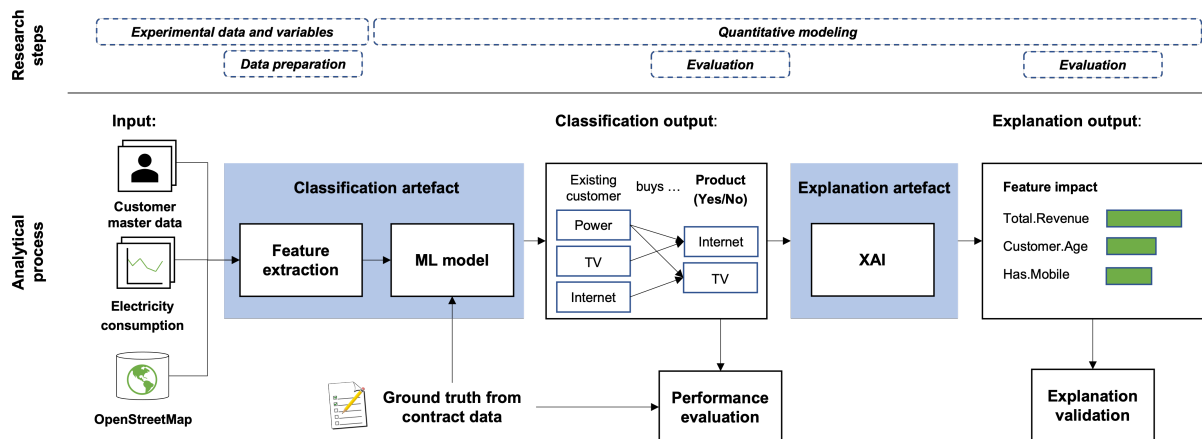 Research
steps
Experimental data and variables
Quantitative modeling
Data preparation
Evaluation
Evaluation
Analytical
process
Input:
Classification output:
Explanation output:
Customer
master data
Electricity
consumption
OpenStreetMap
Classification artefact
Feature
extraction
ML model
Ground truth from
contract data
Existing
customer
buys ...
Product
(Yes/No)
Power
TV
Internet
Internet
TV
Performance
evaluation
Explanation artefact
XAI
Feature impact
Total.Revenue
Customer.Age
Has.Mobile
Explanation
validation